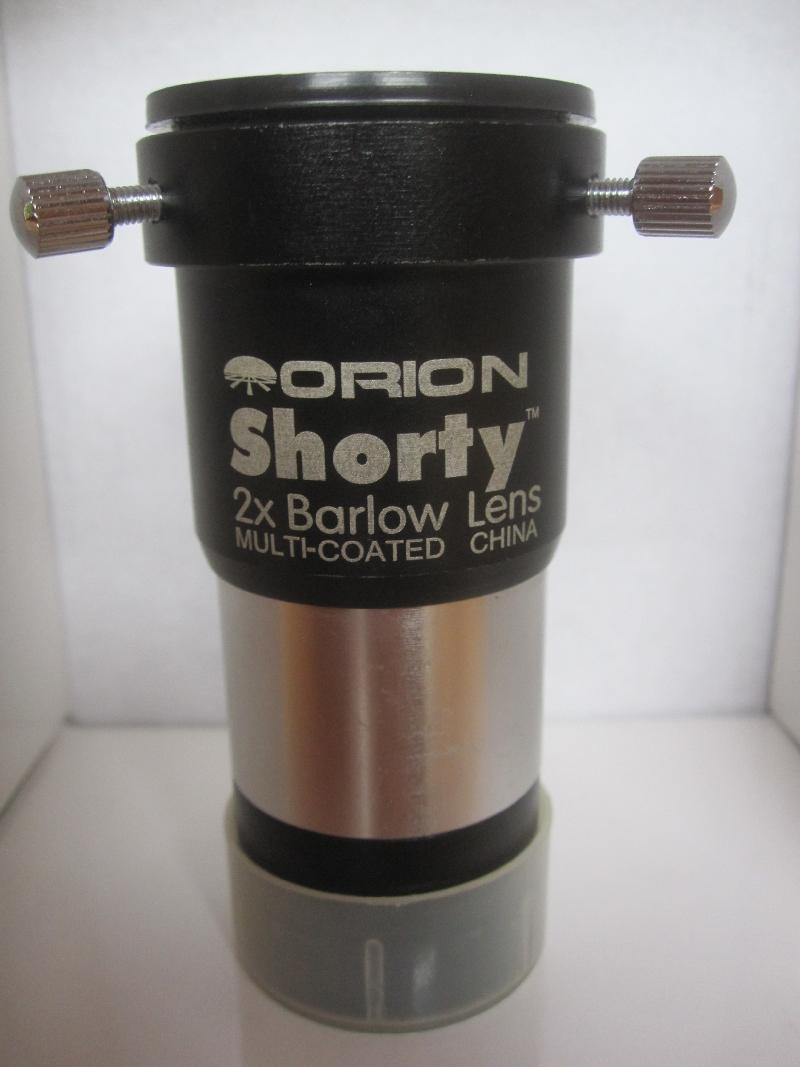 ORION
Shorty™
2x Barlow Lens
MULTI-COATED CHINA